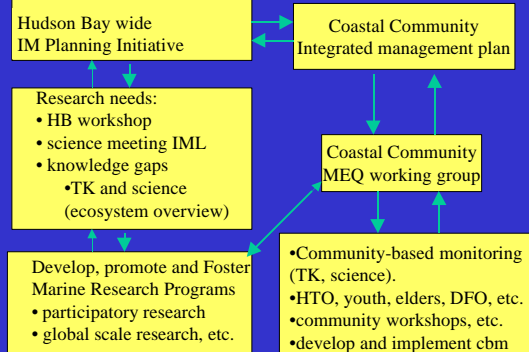 Hudson Bay wide
IM Planning Initiative
Coastal Community
Integrated management plan
Research needs:
• HB workshop
• science meeting IML
• knowledge gaps
•TK and science
(ecosystem overview)
Coastal Community
MEQ working group
Develop, promote and Foster
Marine Research Programs
• participatory research
• global scale research, etc.
•Community-based monitoring
(TK, science).
•HTO, youth, elders, DFO, etc.
•community workshops, etc.
•develop and implement cbm